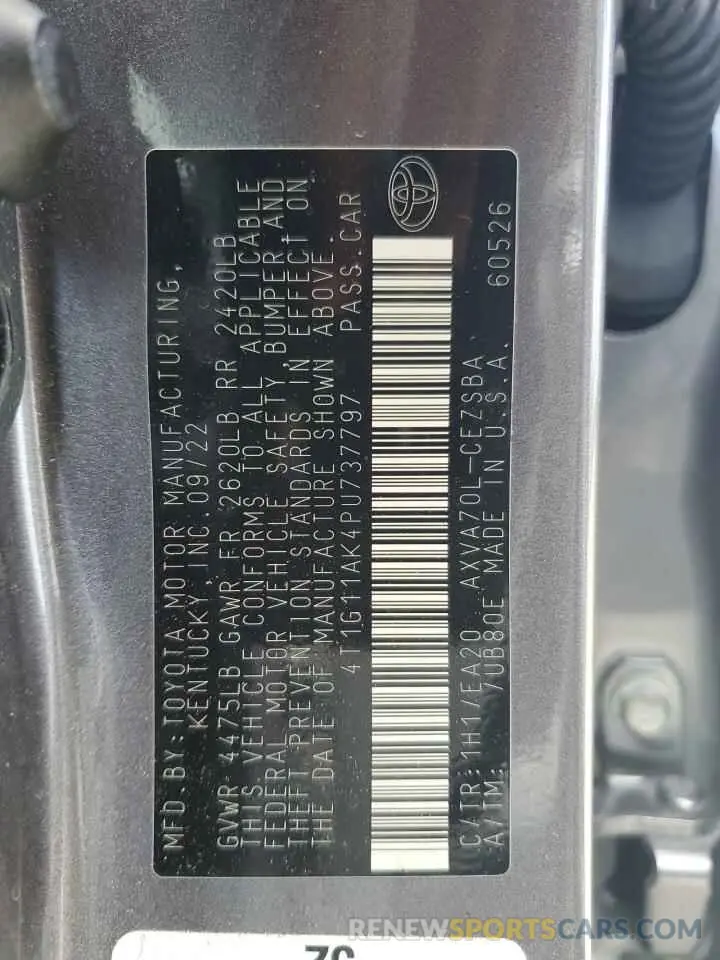 MFD.BY:TOYOTA MOTOR MANUFACTURING,
KENTUCKY,INC.09/22
GVWR 4475LB GAWR FR 2620LB RR 2420LB
THIS VEHICLE CONFORMS TO ALL APPLICABLE
FEDERAL MOTOR VEHICLE SAFETY, BUMPER AND
THEFT PREVENTION STANDARDS IN EFFECT ON
THE DATE OF MANUFACTURE SHOWN ABOVE.
4T1G11AK4PU737797 PASS.CAR
C/TR:1H1/EA20 AXVA70L-CEZSBA 60526
A/TM: /UB80E MADE IN U.S.A.
RENEWSPORTSCARS.COM